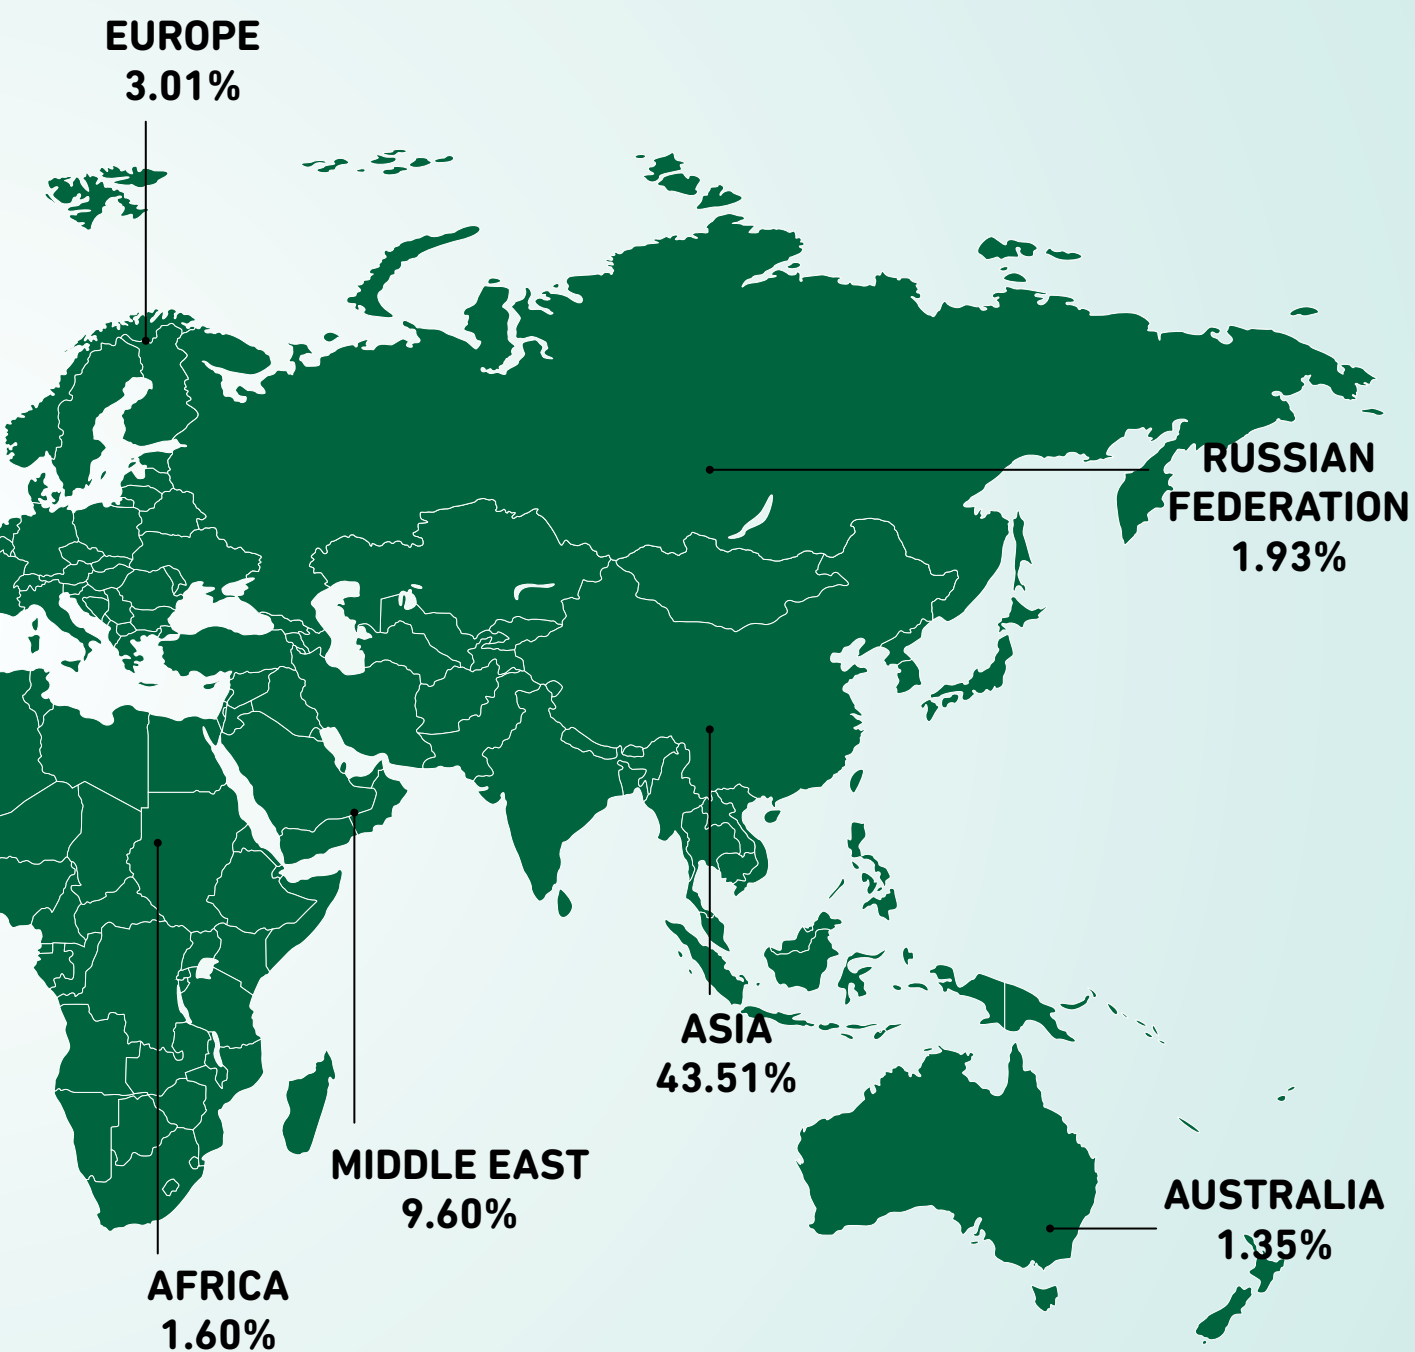 EUROPE
3.01%
RUSSIAN
FEDERATION
1.93%
ASIA
43.51%
MIDDLE EAST
9.60%
AUSTRALIA
1.35%
AFRICA
1.60%